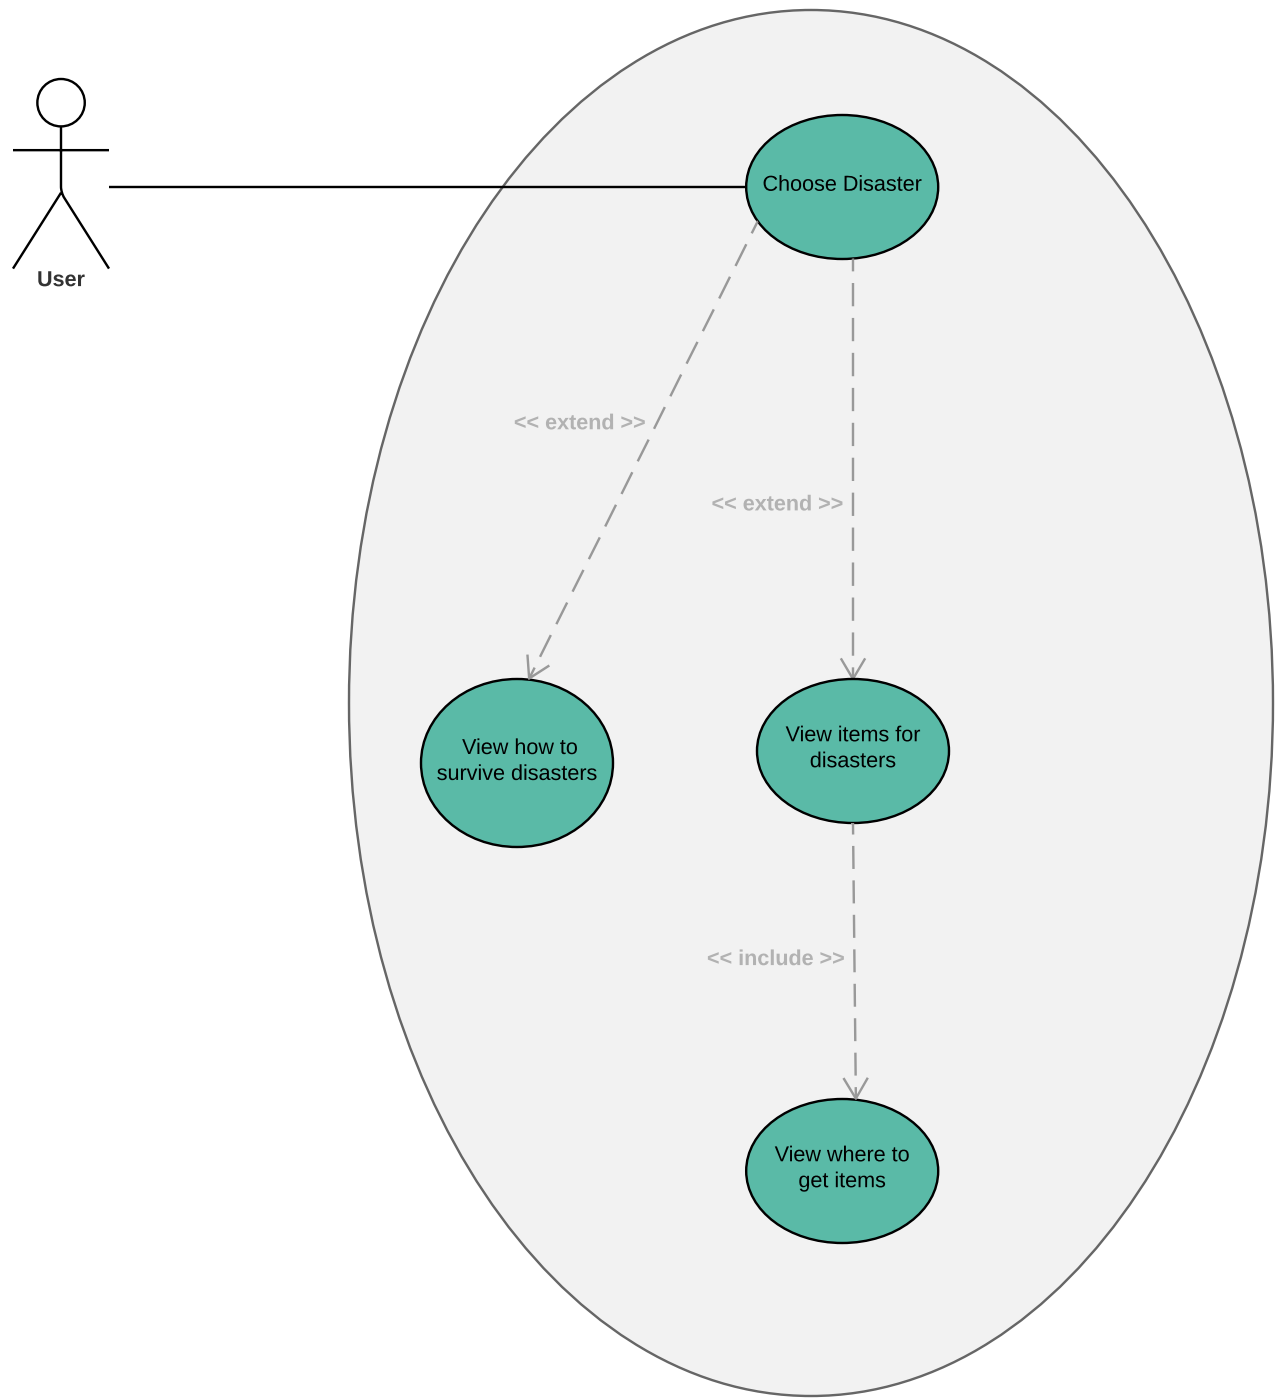 Choose Disaster
User
<< extend >>
<< extend >>
View how to
survive disasters
View items for
disasters
<< include >>
View where to
get items